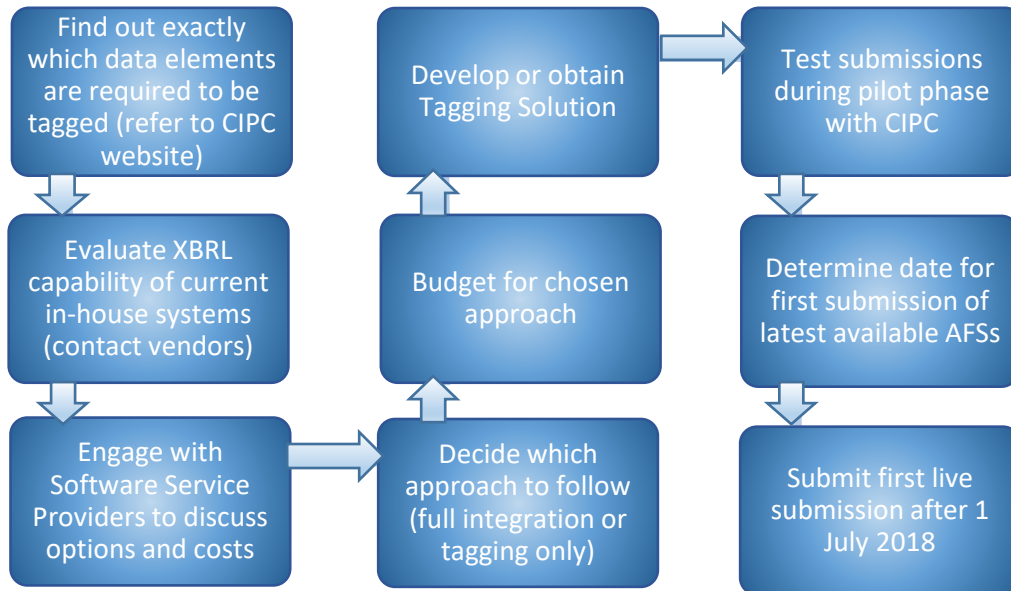 Find out exactly
which data elements
are required to be
tagged (refer to CIPC
website)
Evaluate XBRL
capability of current
in-house systems
(contact vendors)
Engage with
Software Service
Providers to discuss
options and costs
Decide which
approach to follow
(full integration or
tagging only)
Budget for chosen
approach
Develop or obtain
Tagging Solution
Test submissions
during pilot phase
with CIPC
Determine date for
first submission of
latest available AFSs
Submit first live
submission after 1
July 2018